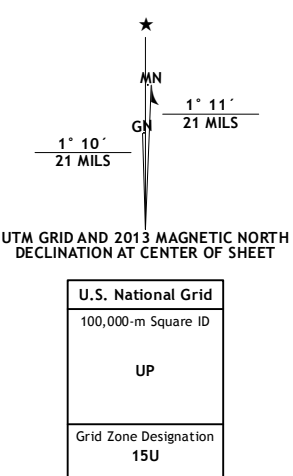 ★
MN
1° 11´
21 MILS
GN
1° 10´
21 MILS
UTM GRID AND 2013 MAGNETIC NORTH
DECLINATION AT CENTER OF SHEET
U.S. National Grid
100,000-m Square ID
UP
Grid Zone Designation
15U